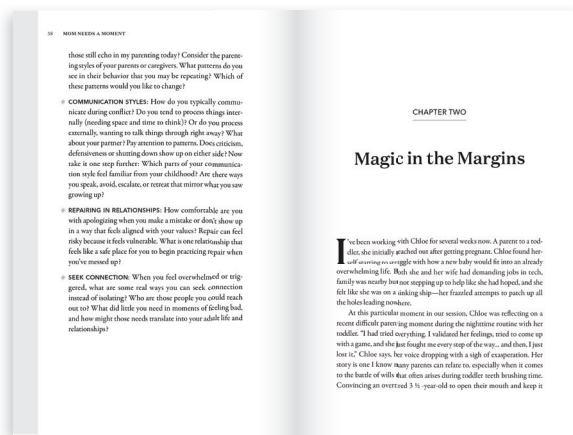 58 MOM NEEDS A MOMENT
those still echo in my parenting today? Consider the parent-
ing styles of your parents or caregivers. What patterns do you
see in their behavior that you may be repeating? Which of
these patterns would you like to change?
COMMUNICATION STYLES: How do you typically commu-
nicate during conflict? Do you tend to process things inter-
nally (needing space and time to think)? Or do you process
externally, wanting to talk things through right away? What
about your partner? Pay attention to patterns. Does criticism,
defensiveness or shutting down show up on either side? Now
take it one step further: Which parts of your communica-
tion style feel familiar from your childhood? Are there ways
you speak, avoid, escalate, or retreat that mirror what you saw
growing up?
REPAIRING IN RELATIONSHIPS: How comfortable are you
with apologizing when you make a mistake or don't show up
in a way that feels aligned with your values? Repair can feel
risky because it feels vulnerable. What is one relationship that
feels like a safe place for you to begin practicing repair when
you've messed up?
SEEK CONNECTION: When you feel overwhelmed or trig-
gered, what are some real ways you can seek connection
instead of isolating? Who are those people you could reach
out to? What did little you need in moments of feeling bad,
and how might those needs translate into your adult life and
relationships?
CHAPTER TWO
Magic in the Margins
I've been working with Chloe for several weeks now. A parent to a tod-
dler, she initially reached out after getting pregnant. Chloe found her-
self starting to struggle with how a new baby would fit into an already
overwhelming life. Both she and her wife had demanding jobs in tech,
family was nearby but not stepping up to help like she had hoped, and she
felt like she was on a sinking ship—her frazzled attempts to patch up all
the holes leading nowhere.
At this particular moment in our session, Chloe was reflecting on a
recent difficult parenting moment during the nighttime routine with her
toddler. "I had tried everything. I validated her feelings, tried to come up
with a game, and she just fought me every step of the way... and then, I just
lost it," Chloe says, her voice dropping with a sigh of exasperation. Her
story is one I know many parents can relate to, especially when it comes
to the battle of wills that often arises during toddler teeth brushing time.
Convincing an overtired 3 ½ -year-old to open their mouth and keep it